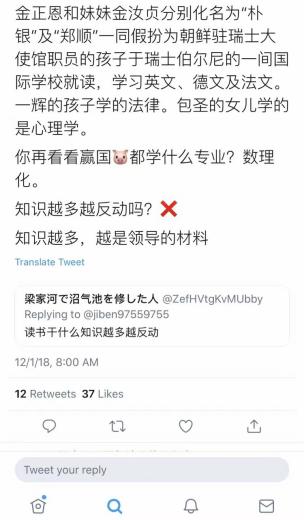 金正恩和妹妹金汝贞分别化名为“朴
银”及“郑顺”一同假扮为朝鲜驻瑞士大
使馆职员的孩子于瑞士伯尔尼的一间国
际学校就读，学习英文、德文及法文。
一辉的孩子学的法律。包圣的女儿学的
是心理学。
你再看看赢国🐷都学什么专业？数理
化。
知识越多越反动吗？❌
知识越多，越是领导的材料
Translate Tweet
梁家河で沼气池を修した人 @ZefHVtgKvMUbby
Replying to @jiben97559755
读书干什么知识越多越反动
12/1/18, 8:00 AM
12 Retweets 37 Likes
Tweet your reply